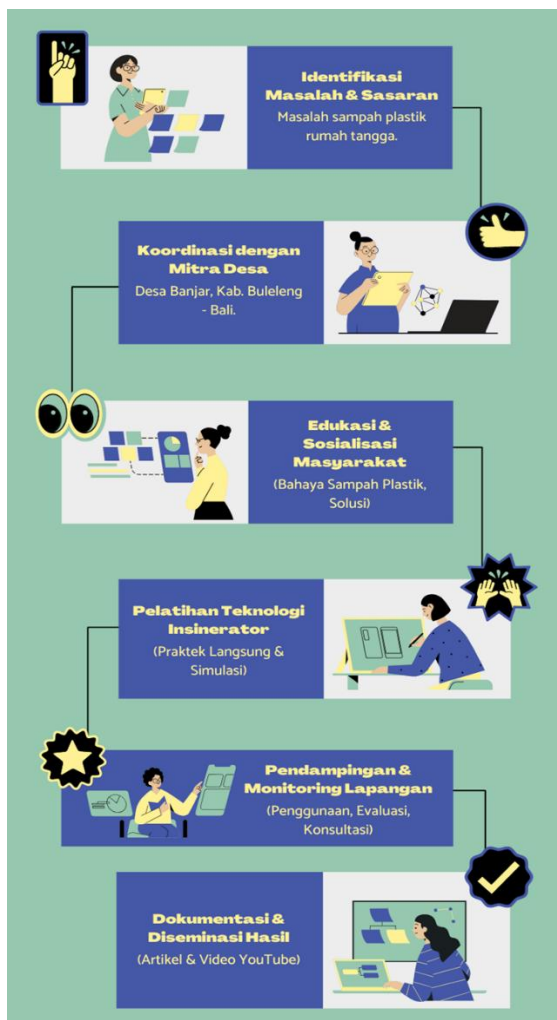 Identifikasi
Masalah & Sasaran
Masalah sampah plastik
rumah tangga.
Koordinasi dengan
Mitra Desa
Desa Banjar, Kab. Buleleng
- Bali.
Edukasi &
Sosialisasi
Masyarakat
(Bahaya Sampah Plastik,
Solusi)
Pelatihan Teknologi
Insinerator
(Praktek Langsung &
Simulasi)
Pendampingan &
Monitoring Lapangan
(Penggunaan, Evaluasi,
Konsultasi)
Dokumentasi &
Diseminasi Hasil
(Artikel & Video YouTube)